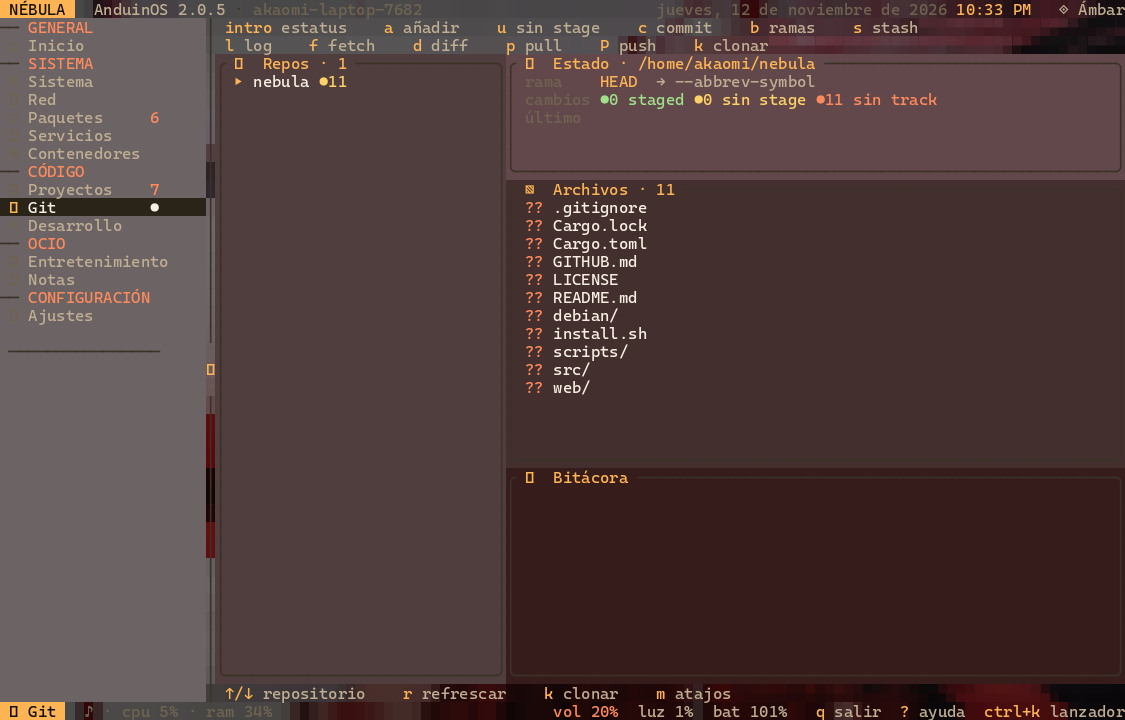 NÉBULA AnduinOS 2.0.5 · akaomi-laptop-7682 jueves, 12 de noviembre de 2026 10:33 PM ◈ Ámbar
GENERAL
Inicio
SISTEMA
Sistema
Red
Paquetes 6
Servicios
Contenedores
CÓDIGO
Proyectos 7
Git ●
Desarrollo
OCIO
Entretenimiento
Notas
CONFIGURACIÓN
Ajustes
intro estatus a añadir u sin stage c commit b ramas s stash
l log f fetch d diff p pull P push k clonar
Repos · 1
▸ nebula ●11
Estado · /home/akaomi/nebula
rama HEAD → --abbrev-symbol
cambios ●0 staged ●0 sin stage ●11 sin track
último
Archivos · 11
?? .gitignore
?? Cargo.lock
?? Cargo.toml
?? GITHUB.md
?? LICENSE
?? README.md
?? debian/
?? install.sh
?? scripts/
?? src/
?? web/
Bitácora
↑/↓ repositorio r refrescar k clonar m atajos
Git ♪ · cpu 5% · ram 34% vol 20% luz 1% bat 101% q salir ? ayuda ctrl+k lanzador